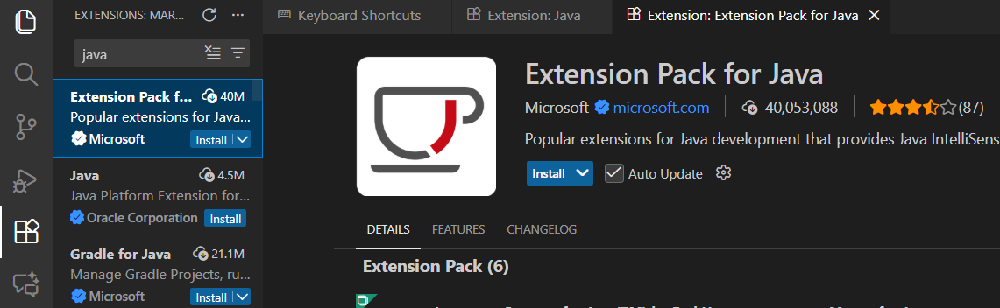 EXTENSIONS: MAR...
Keyboard Shortcuts
Extension: Java
Extension: Extension Pack for Java
java
Extension Pack f... 40M
Popular extensions for Java...
Microsoft Install
Java 4.5M
Java Platform Extension for...
Oracle Corporation Install
Gradle for Java 21.1M
Manage Gradle Projects, ru...
Microsoft Install
Extension Pack for Java
Microsoft microsoft.com 40,053,088 (87)
Popular extensions for Java development that provides Java IntelliSens
Install Auto Update
DETAILS FEATURES CHANGELOG
Extension Pack (6)